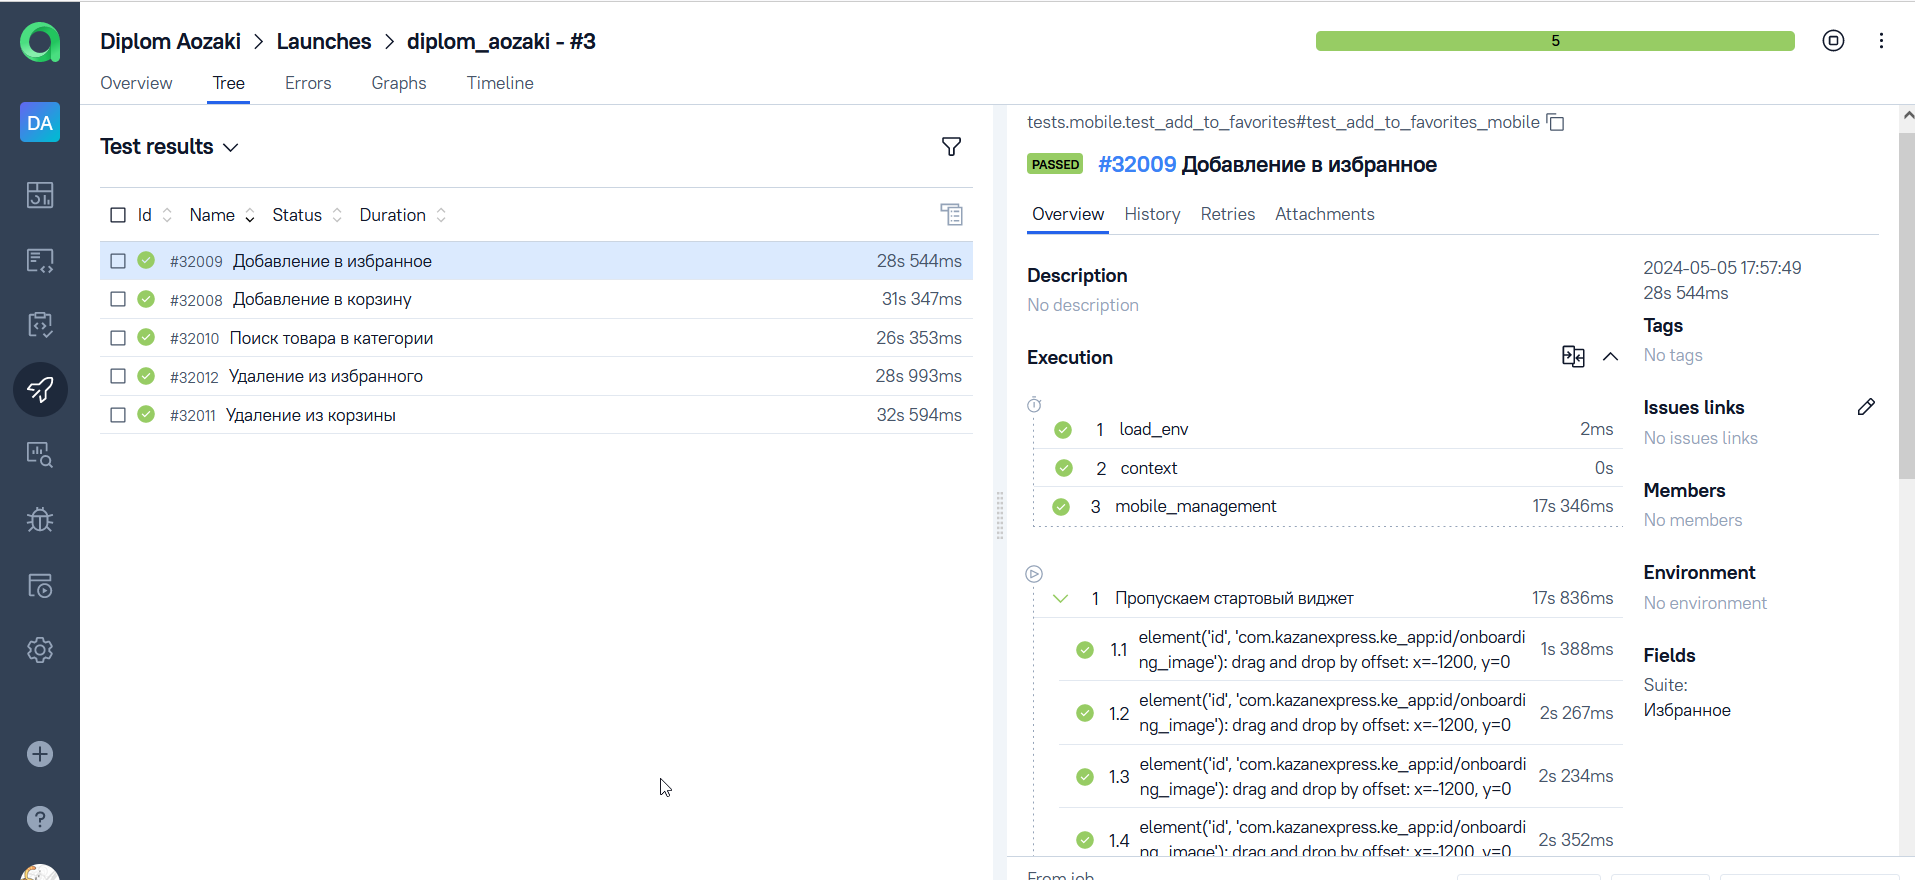 Diplom Aozaki > Launches > diplom_aozaki - #3
5
Overview Tree Errors Graphs Timeline
DA
Test results
Id Name Status Duration
#32009 Добавление в избранное 28s 544ms
#32008 Добавление в корзину 31s 347ms
#32010 Поиск товара в категории 26s 353ms
#32012 Удаление из избранного 28s 993ms
#32011 Удаление из корзины 32s 594ms
tests.mobile.test_add_to_favorites#test_add_to_favorites_mobile
PASSED #32009 Добавление в избранное
Overview History Retries Attachments
Description
No description
Execution
1 load_env 2ms
2 context 0s
3 mobile_management 17s 346ms
1 Пропускаем стартовый виджет 17s 836ms
1.1 element('id', 'com.kazanexpress.ke_app:id/onboardi
ng_image'): drag and drop by offset: x=-1200, y=0 1s 388ms
1.2 element('id', 'com.kazanexpress.ke_app:id/onboardi
ng_image'): drag and drop by offset: x=-1200, y=0 2s 267ms
1.3 element('id', 'com.kazanexpress.ke_app:id/onboardi
ng_image'): drag and drop by offset: x=-1200, y=0 2s 234ms
1.4 element('id', 'com.kazanexpress.ke_app:id/onboardi
ng_image'): drag and drop by offset: x=-1200, y=0 2s 352ms
From job
2024-05-05 17:57:49
28s 544ms
Tags
No tags
Issues links
No issues links
Members
No members
Environment
No environment
Fields
Suite:
Избранное